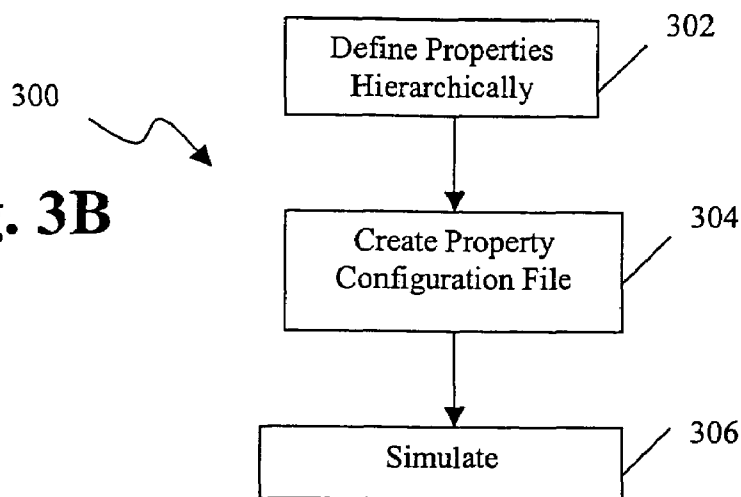 Define Properties
Hierarchically
302
300
3B
Create Property
Configuration File
304
Simulate
306